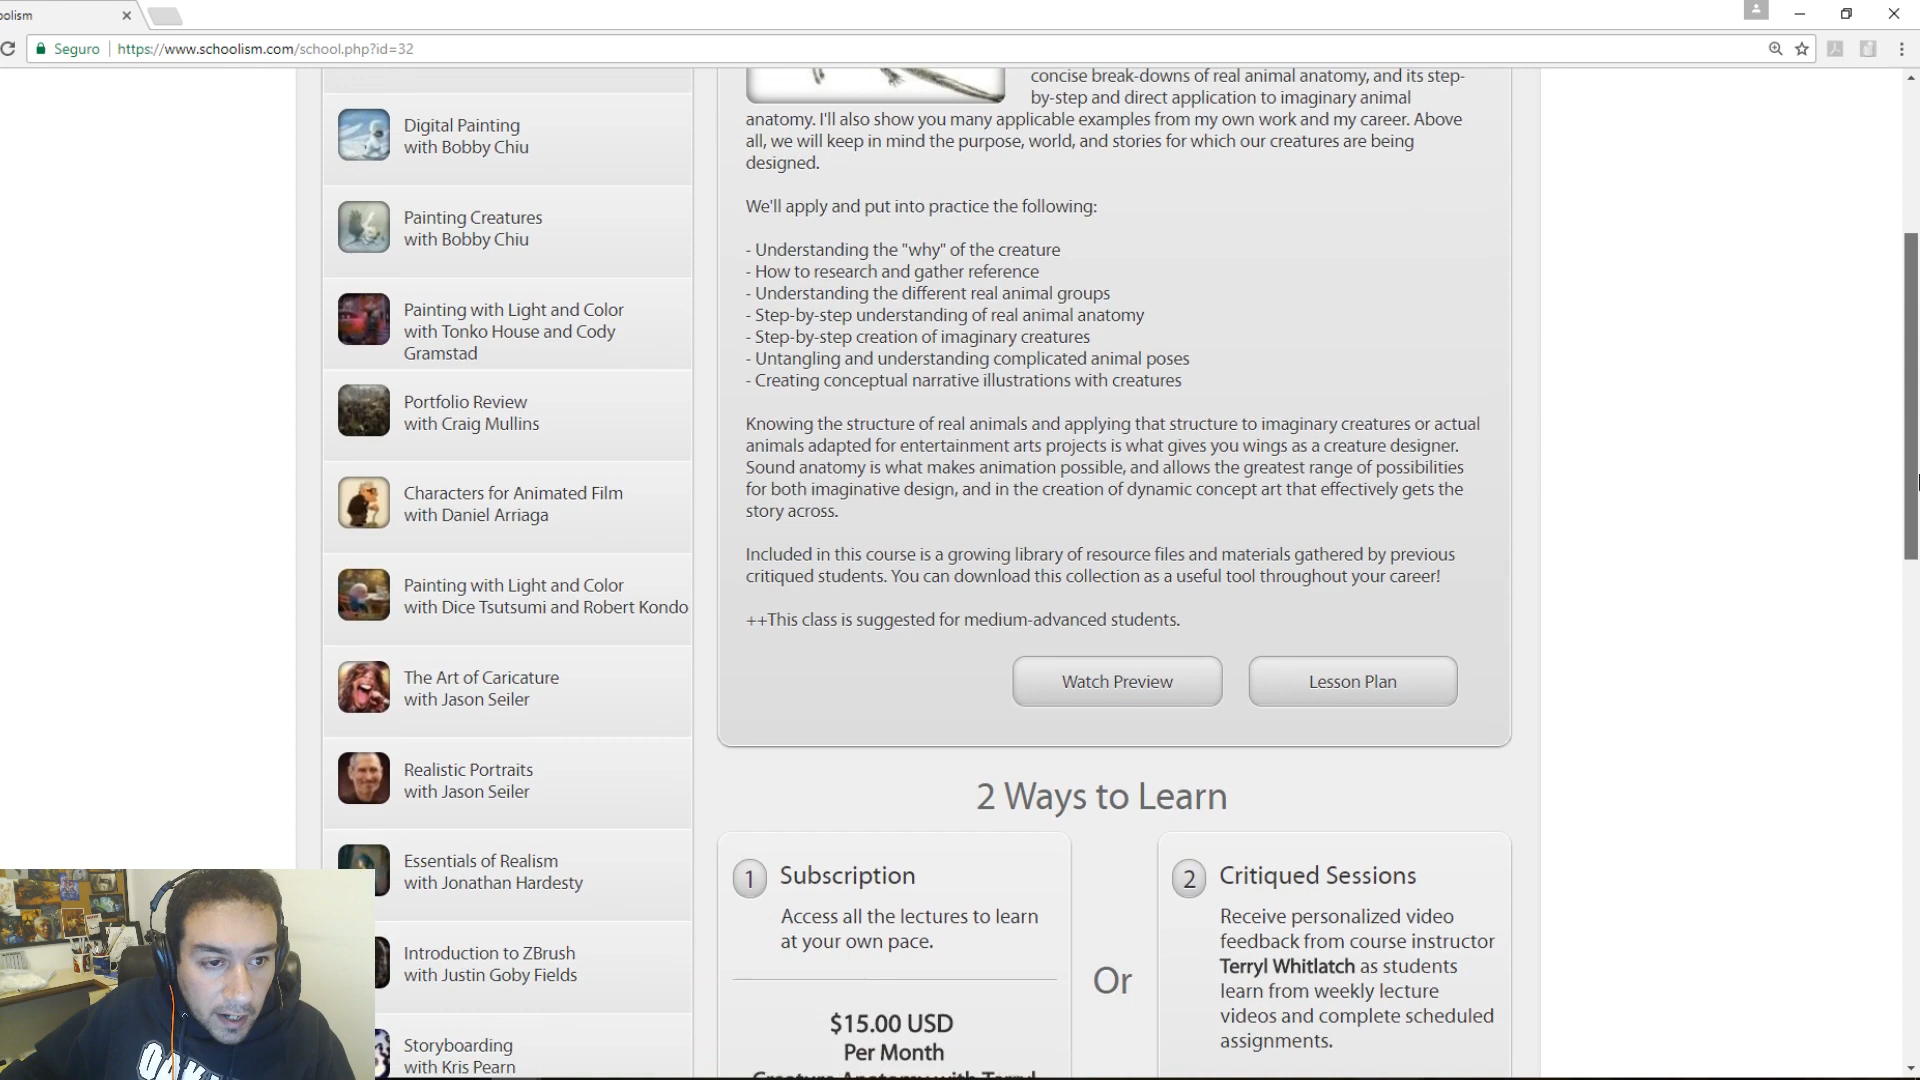 oolism
Seguro
https://www.schoolism.com/school.php?id=32
Digital Painting
with Bobby Chiu
Painting Creatures
with Bobby Chiu
Painting with Light and Color
with Tonko House and Cody
Gramstad
Portfolio Review
with Craig Mullins
Characters for Animated Film
with Daniel Arriaga
Painting with Light and Color
with Dice Tsutsumi and Robert Kondo
The Art of Caricature
with Jason Seiler
Realistic Portraits
with Jason Seiler
Essentials of Realism
with Jonathan Hardesty
Introduction to ZBrush
with Justin Goby Fields
Storyboarding
with Kris Pearn
concise break-downs of real animal anatomy, and its step-
by-step and direct application to imaginary animal
anatomy. I'll also show you many applicable examples from my own work and my career. Above
all, we will keep in mind the purpose, world, and stories for which our creatures are being
designed.
We'll apply and put into practice the following:
- Understanding the "why" of the creature
- How to research and gather reference
- Understanding the different real animal groups
- Step-by-step understanding of real animal anatomy
- Step-by-step creation of imaginary creatures
- Untangling and understanding complicated animal poses
- Creating conceptual narrative illustrations with creatures
Knowing the structure of real animals and applying that structure to imaginary creatures or actual
animals adapted for entertainment arts projects is what gives you wings as a creature designer.
Sound anatomy is what makes animation possible, and allows the greatest range of possibilities
for both imaginative design, and in the creation of dynamic concept art that effectively gets the
story across.
Included in this course is a growing library of resource files and materials gathered by previous
critiqued students. You can download this collection as a useful tool throughout your career!
++This class is suggested for medium-advanced students.
Watch Preview
Lesson Plan
2 Ways to Learn
1
Subscription
Access all the lectures to learn
at your own pace.
$15.00 USD
Per Month
Creature Anatomy with Terryl
Or
2
Critiqued Sessions
Receive personalized video
feedback from course instructor
Terryl Whitlatch as students
learn from weekly lecture
videos and complete scheduled
assignments.